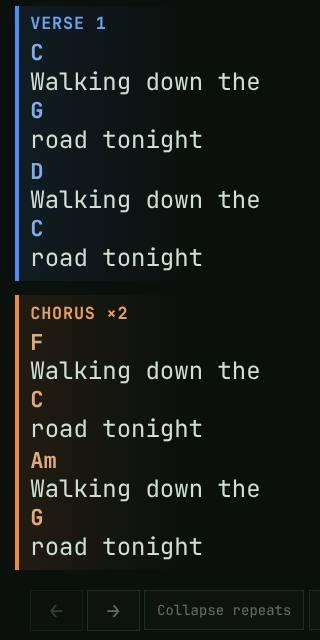 VERSE 1
C
Walking down the
G
road tonight
D
Walking down the
C
road tonight
CHORUS ×2
F
Walking down the
C
road tonight
Am
Walking down the
G
road tonight
← → Collapse repeats